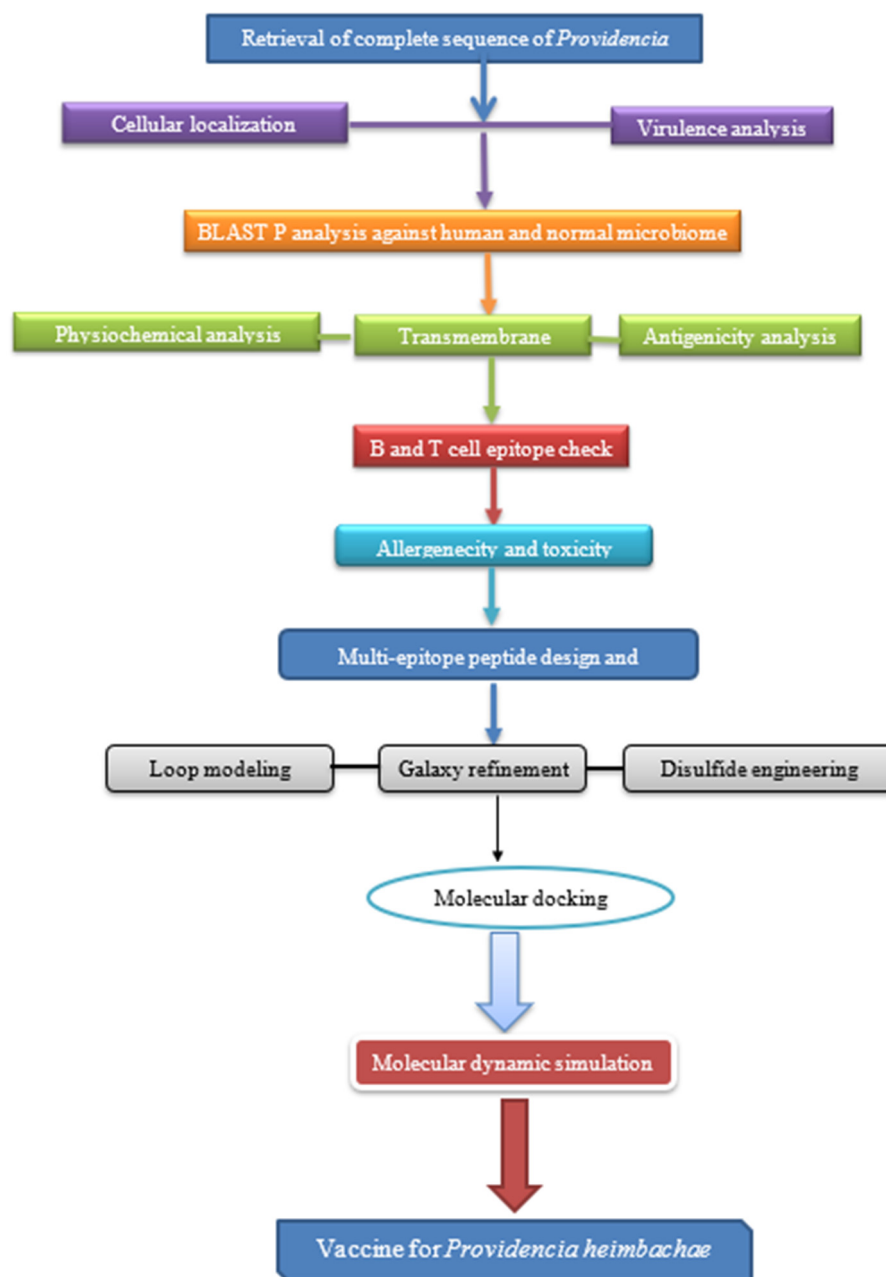 Retrieval of complete sequence of Providencia
Cellular localization
Virulence analysis
BLAST P analysis against human and normal microbiome
Physiochemical analysis
Transmembrane
Antigenicity analysis
B and T cell epitope check
Allergenecity and toxicity
Multi-epitope peptide design and
Loop modeling
Galaxy refinement
Disulfide engineering
Molecular docking
Molecular dynamic simulation
Vaccine for Providencia heimbachae